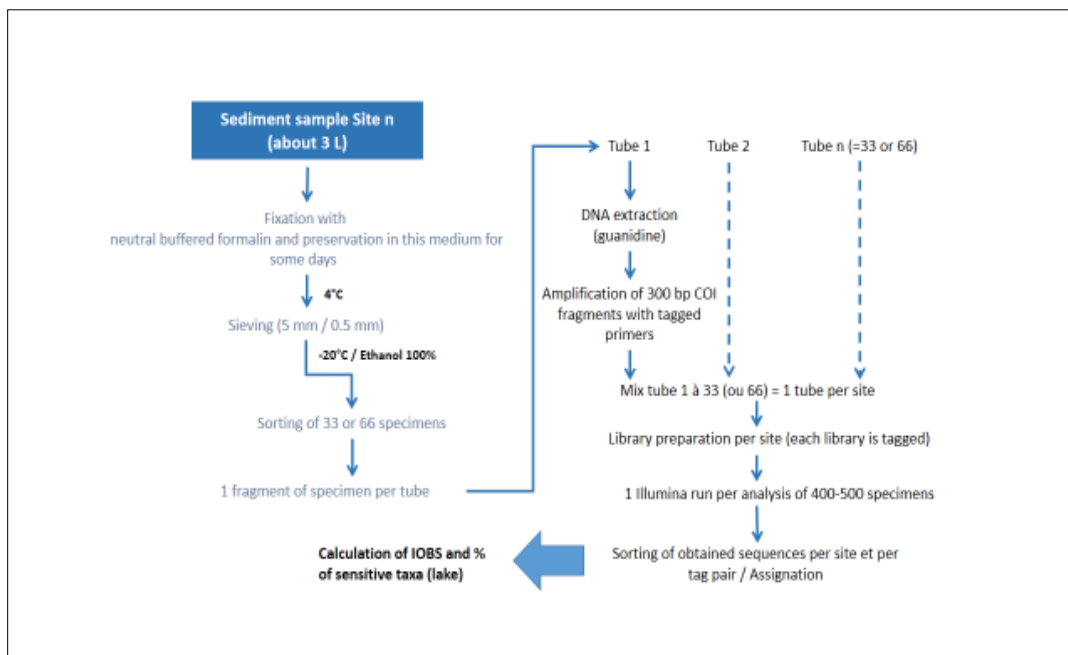 Sediment sample Site n
(about 3 L)
Fixation with
neutral buffered formalin and preservation in this medium for
some days
4°C
Sieving (5 mm / 0.5 mm)
-20°C / Ethanol 100%
Sorting of 33 or 66 specimens
1 fragment of specimen per tube
Tube 1
Tube 2
Tube n (=33 or 66)
DNA extraction
(guanidine)
Amplification of 300 bp COI
fragments with tagged
primers
Mix tube 1 à 33 (ou 66) = 1 tube per site
Library preparation per site (each library is tagged)
1 Illumina run per analysis of 400-500 specimens
Sorting of obtained sequences per site et per
tag pair / Assignation
Calculation of IOBS and %
of sensitive taxa (lake)